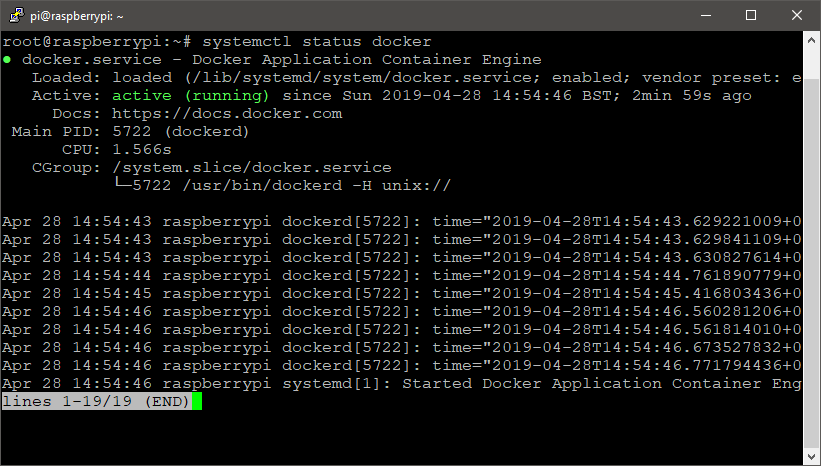 pi@raspberrypi: ~
root@raspberrypi:~# systemctl status docker
● docker.service - Docker Application Container Engine
   Loaded: loaded (/lib/systemd/system/docker.service; enabled; vendor preset: e
   Active: active (running) since Sun 2019-04-28 14:54:46 BST; 2min 59s ago
     Docs: https://docs.docker.com
 Main PID: 5722 (dockerd)
      CPU: 1.566s
   CGroup: /system.slice/docker.service
           └─5722 /usr/bin/dockerd -H unix://
Apr 28 14:54:43 raspberrypi dockerd[5722]: time="2019-04-28T14:54:43.629221009+0
Apr 28 14:54:43 raspberrypi dockerd[5722]: time="2019-04-28T14:54:43.629841109+0
Apr 28 14:54:43 raspberrypi dockerd[5722]: time="2019-04-28T14:54:43.630827614+0
Apr 28 14:54:44 raspberrypi dockerd[5722]: time="2019-04-28T14:54:44.761890779+0
Apr 28 14:54:45 raspberrypi dockerd[5722]: time="2019-04-28T14:54:45.416803436+0
Apr 28 14:54:46 raspberrypi dockerd[5722]: time="2019-04-28T14:54:46.560281206+0
Apr 28 14:54:46 raspberrypi dockerd[5722]: time="2019-04-28T14:54:46.561814010+0
Apr 28 14:54:46 raspberrypi dockerd[5722]: time="2019-04-28T14:54:46.673527832+0
Apr 28 14:54:46 raspberrypi dockerd[5722]: time="2019-04-28T14:54:46.771794436+0
Apr 28 14:54:46 raspberrypi systemd[1]: Started Docker Application Container Eng
lines 1-19/19 (END)